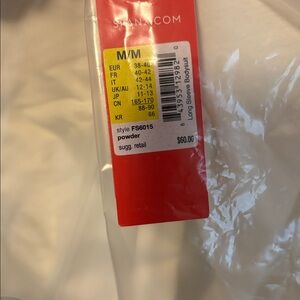 M/M
EUR 38-40
FR 40-42
IT 42-44
UK/AU 12-14
JP 11-13
CN 165-170
88-90
KR 66
style FS6015
powder
sugg. retail
$60.00
Long Sleeve Bodysuit